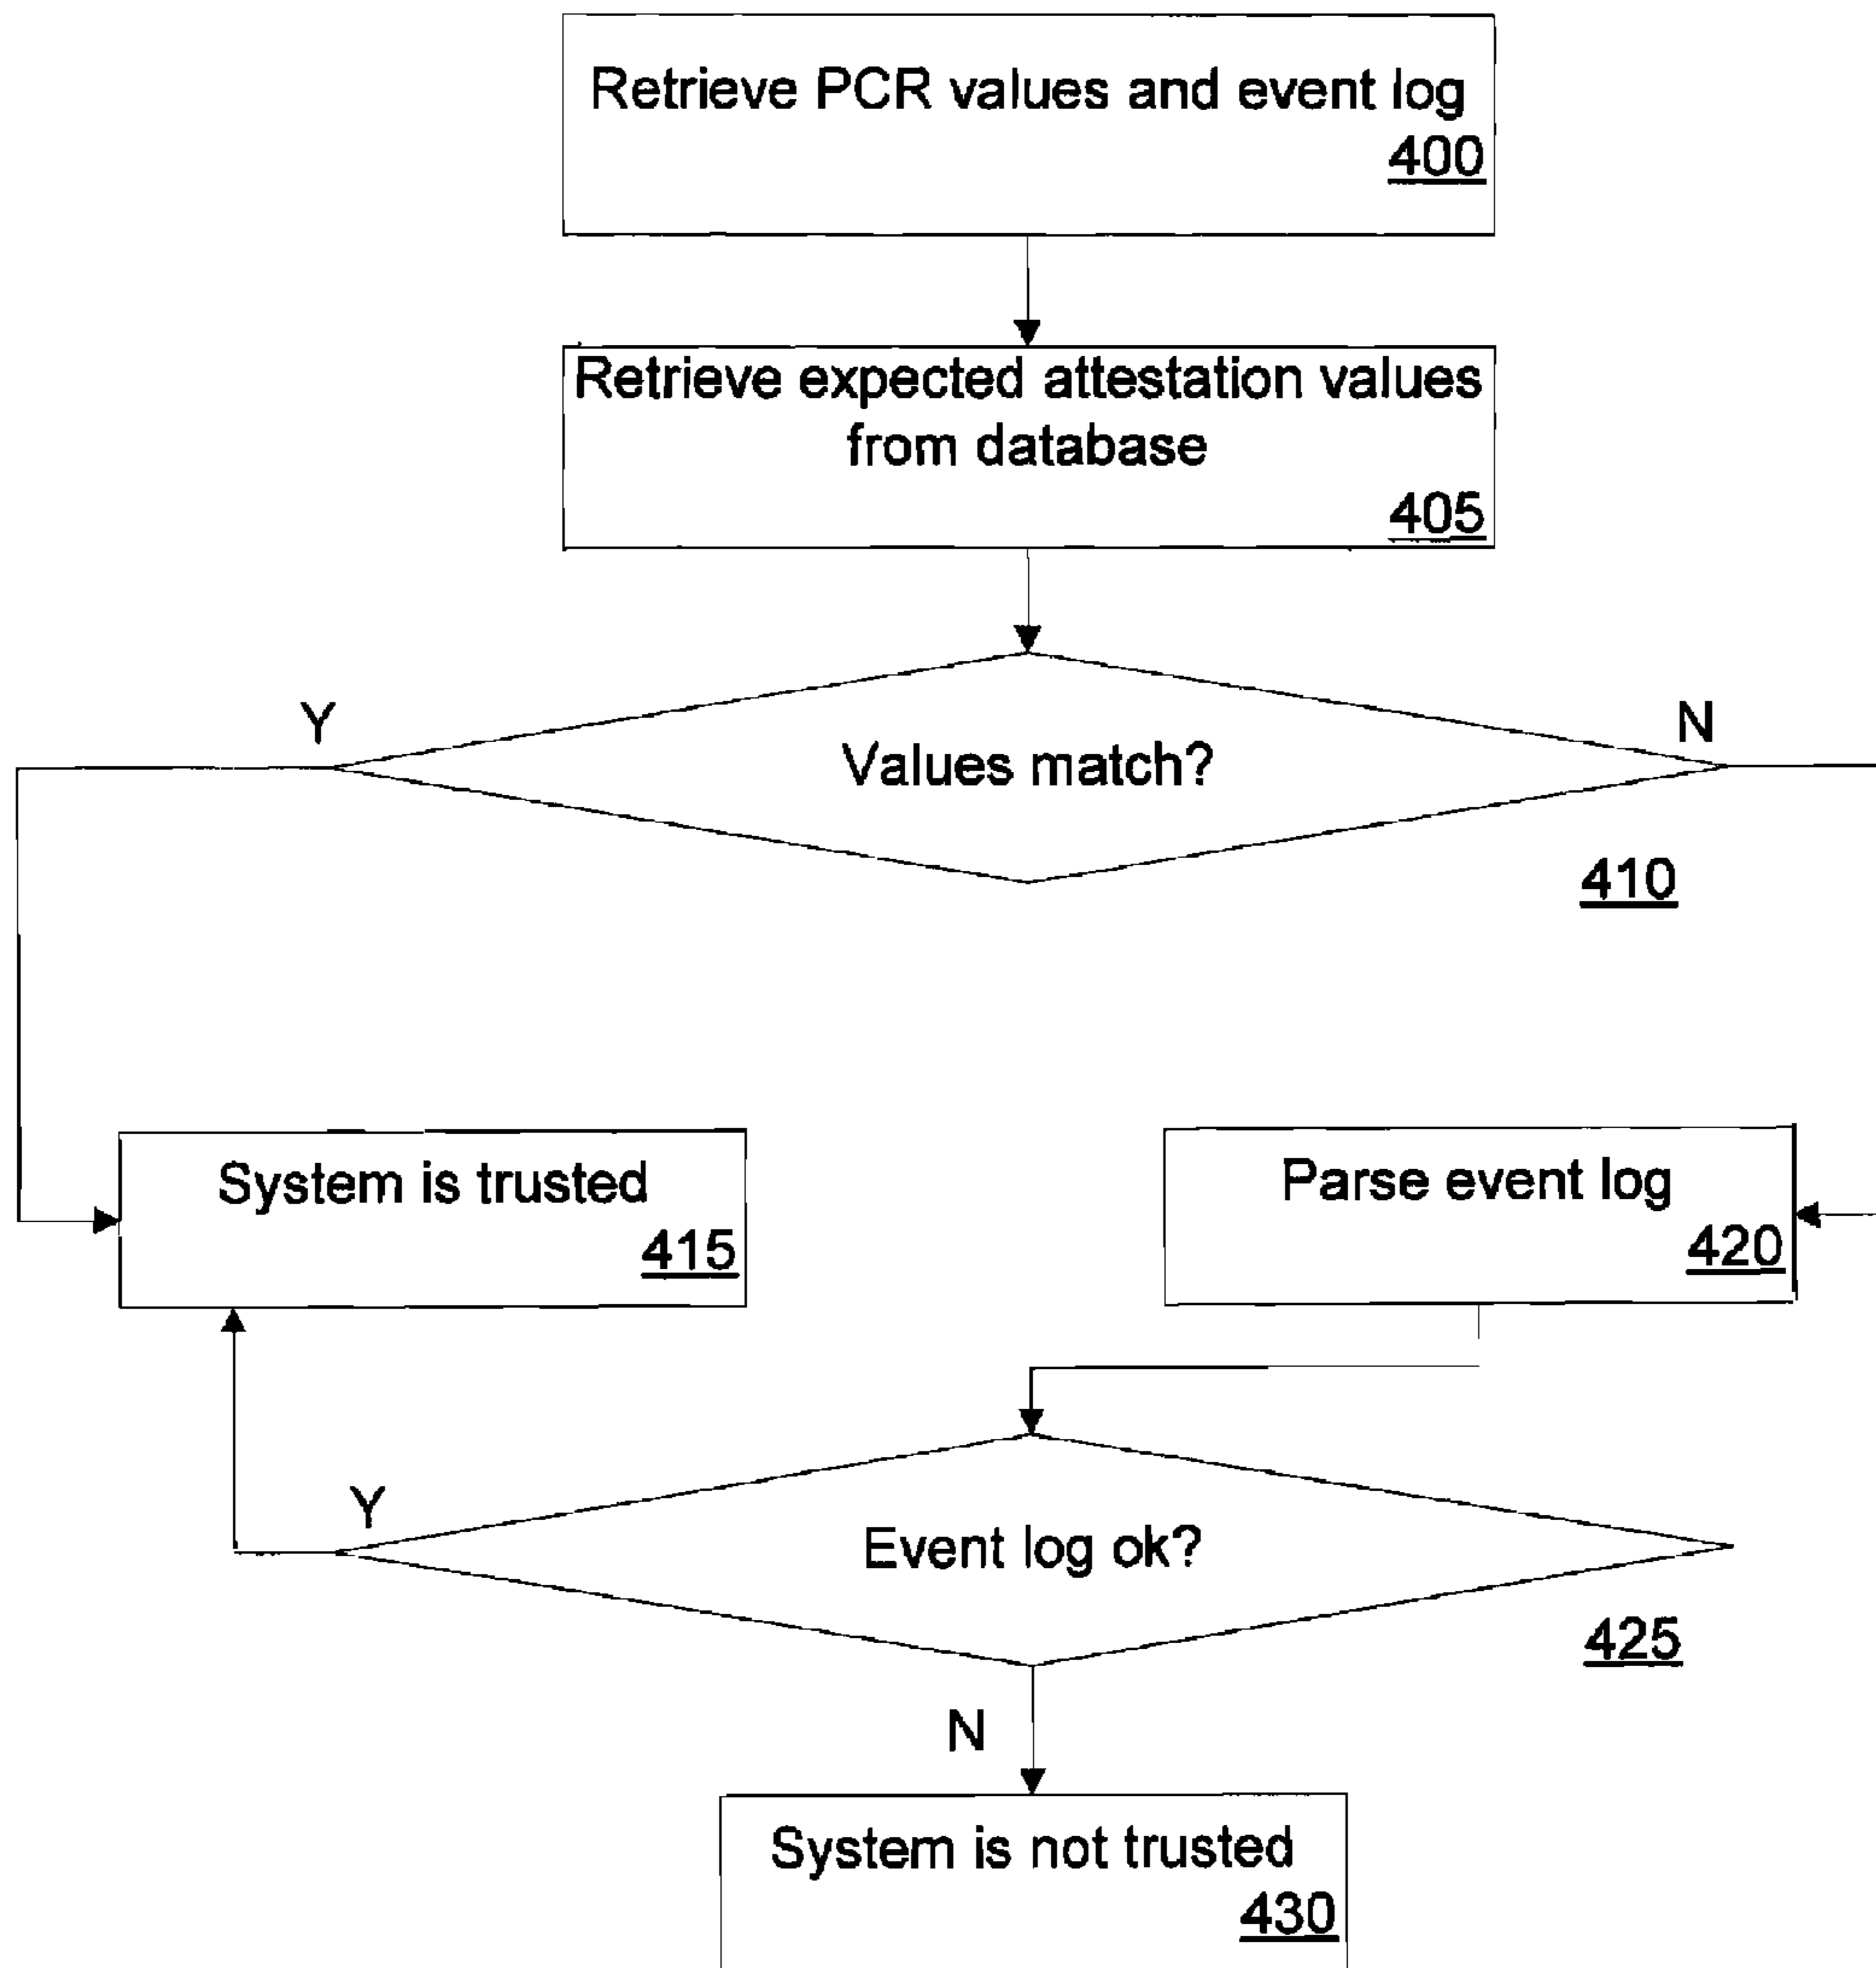 Retrieve PCR values and event log
400
Retrieve expected attestation values
from database
405
Y
N
Values match?
410
System is trusted
415
Parse event log
420
Y
Event log ok?
425
N
System is not trusted
430